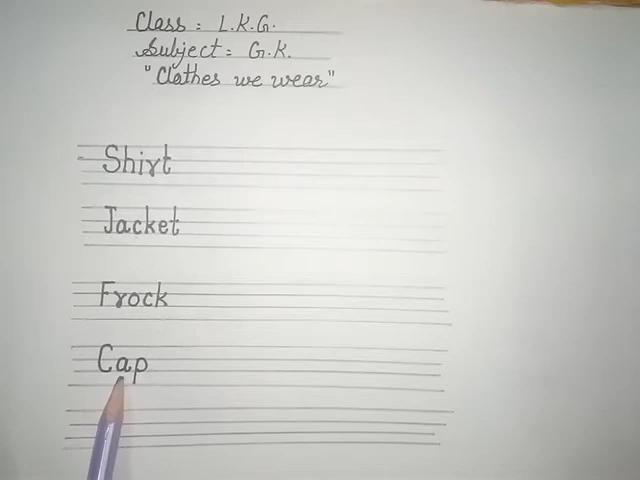 Class : L.K.G.
Subject : G.K.
"Clothes we wear"
Shirt
Jacket
Frock
Cap